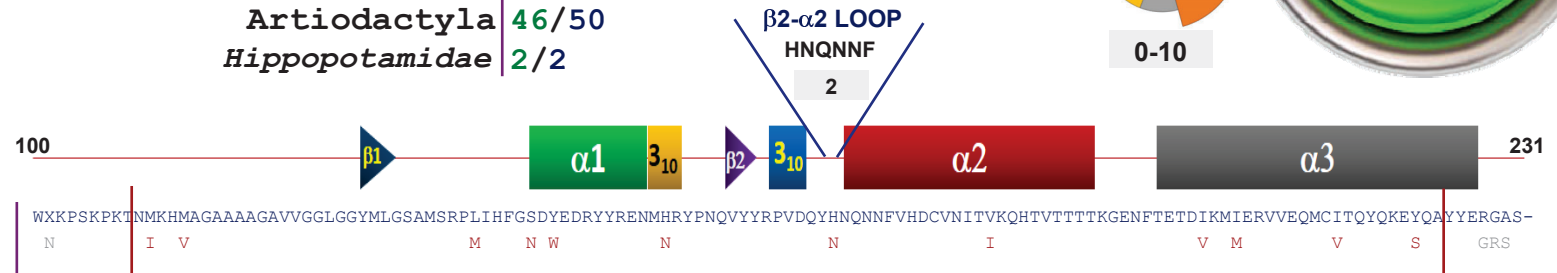 Artiodactyla 46/50
Hippopotamidae 2/2
β2-α2 LOOP
HNQNNF
2
0-10
100
β1
α1
3₁₀
β2
3₁₀
α2
α3
231
WXKPSKPKTNMKHMAGAAAAGAVVGGLGGYMLGSAMSRPLIHFGSDYEDRYYRENMHRYPNQVYYRPVDQYHNQNNFVHDCVNITVKQHTVTTTTKGENFTETDIKMIERVVEQMCITQYQKEYQAYYERGAS-
N I V M N S W N N I V M V S GRS